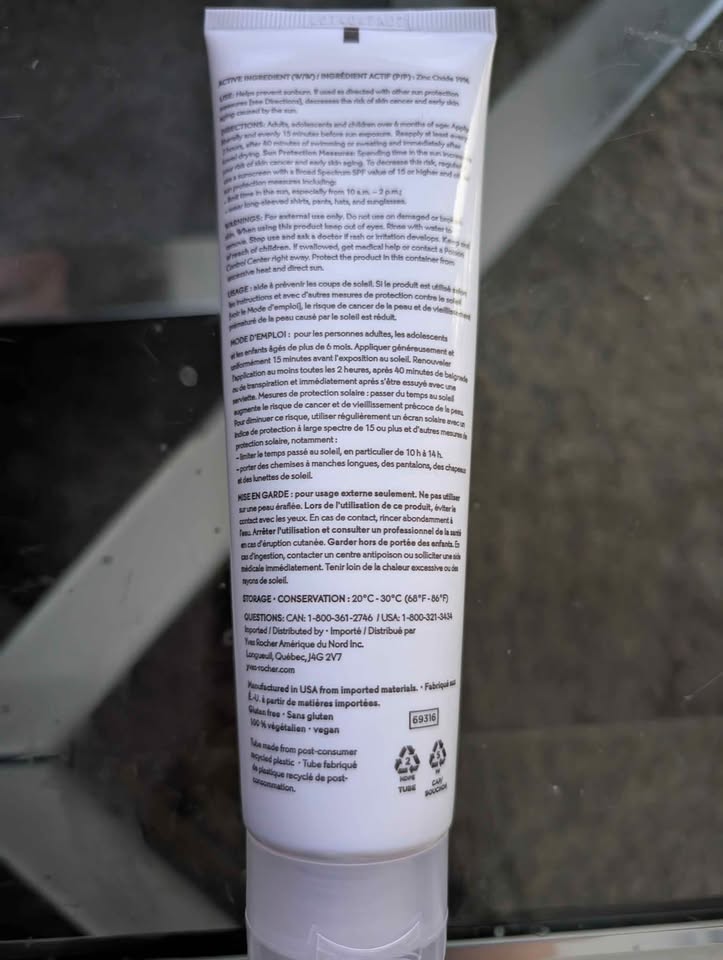 ACTIVE INGREDIENT (W/W) / INGRÉDIENT ACTIF (P/P) : Zinc Oxide 19%
USE: Helps prevent sunburn. If used as directed with other sun protection
measures [see Directions], decreases the risk of skin cancer and early skin
aging caused by the sun.
DIRECTIONS: Adults, adolescents and children over 6 months of age: Apply
and evenly 15 minutes before sun exposure. Reapply at least every
2 hours, after 40 minutes of swimming or sweating and immediately after
towel drying. Sun Protection Measures: Spending time in the sun increases
your risk of skin cancer and early skin aging. To decrease this risk, regularly
use a sunscreen with a Broad Spectrum SPF value of 15 or higher and other
sun protection measures including:
- limit time in the sun, especially from 10 a.m. – 2 p.m;
- wear long-sleeved shirts, pants, hats, and sunglasses.
WARNINGS: For external use only. Do not use on damaged or broken
skin. When using this product keep out of eyes. Rinse with water to
remove. Stop use and ask a doctor if rash or irritation develops. Keep out
of reach of children. If swallowed, get medical help or contact a Poison
Control Center right away. Protect the product in this container from
excessive heat and direct sun.
USAGE : aide à prévenir les coups de soleil. Si le produit est utilisé selon
les instructions et avec d'autres mesures de protection contre le soleil
[voir le Mode d'emploi], le risque de cancer de la peau et de vieillissement
prématuré de la peau causé par le soleil est réduit.
MODE D'EMPLOI : pour les personnes adultes, les adolescents
et les enfants âgés de plus de 6 mois. Appliquer généreusement et
uniformément 15 minutes avant l'exposition au soleil. Renouveler
l'application au moins toutes les 2 heures, après 40 minutes de baignade
ou de transpiration et immédiatement après s'être essuyé avec une
serviette. Mesures de protection solaire : passer du temps au soleil
augmente le risque de cancer et de vieillissement précoce de la peau.
Pour diminuer ce risque, utiliser régulièrement un écran solaire avec un
indice de protection à large spectre de 15 ou plus et d'autres mesures de
protection solaire, notamment :
- limiter le temps passé au soleil, en particulier de 10 h à 14 h.
- porter des chemises à manches longues, des pantalons, des chapeaux
et des lunettes de soleil.
MISE EN GARDE : pour usage externe seulement. Ne pas utiliser
sur une peau éraflée. Lors de l'utilisation de ce produit, éviter le
contact avec les yeux. En cas de contact, rincer abondamment à
l'eau. Arrêter l'utilisation et consulter un professionnel de la santé
en cas d'éruption cutanée. Garder hors de portée des enfants. En
cas d'ingestion, contacter un centre antipoison ou solliciter une aide
médicale immédiatement. Tenir loin de la chaleur excessive ou des
rayons de soleil.
STORAGE • CONSERVATION : 20°C - 30°C (68°F - 86°F)
QUESTIONS: CAN: 1-800-361-2746 / USA: 1-800-321-3434
Imported / Distributed by • Importé / Distribué par
Yves Rocher Amérique du Nord Inc.
Longueuil, Québec, J4G 2V7
yves-rocher.com
Manufactured in USA from imported materials. • Fabriqué aux
É.-U. à partir de matières importées.
Gluten free • Sans gluten
100 % végétalien • vegan
69316
Tube made from post-consumer
recycled plastic • Tube fabriqué
de plastique recyclé de post-
consommation.
2
HDPE
TUBE
5
PP
CAP/
BOUCHON